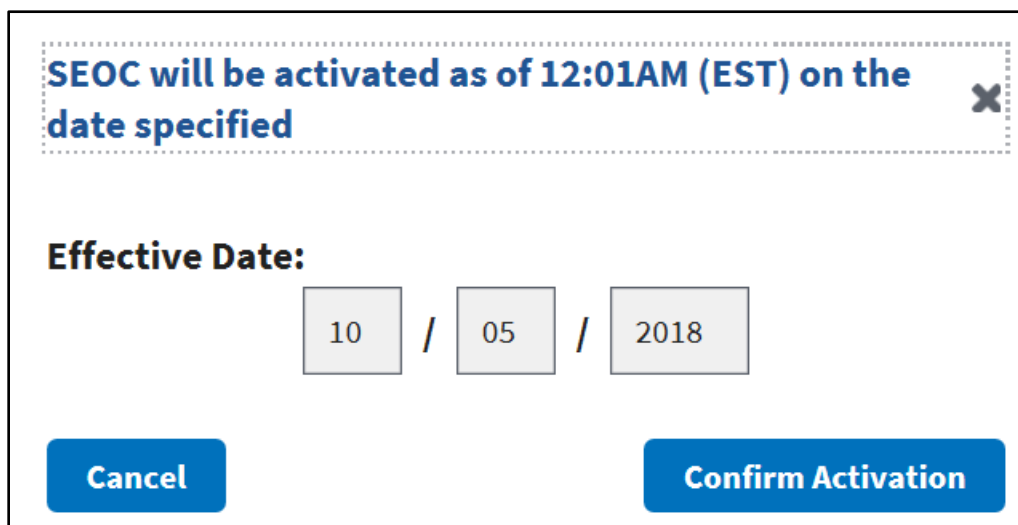 SEOC will be activated as of 12:01AM (EST) on the
date specified
Effective Date:
10 / 05 / 2018
Cancel
Confirm Activation